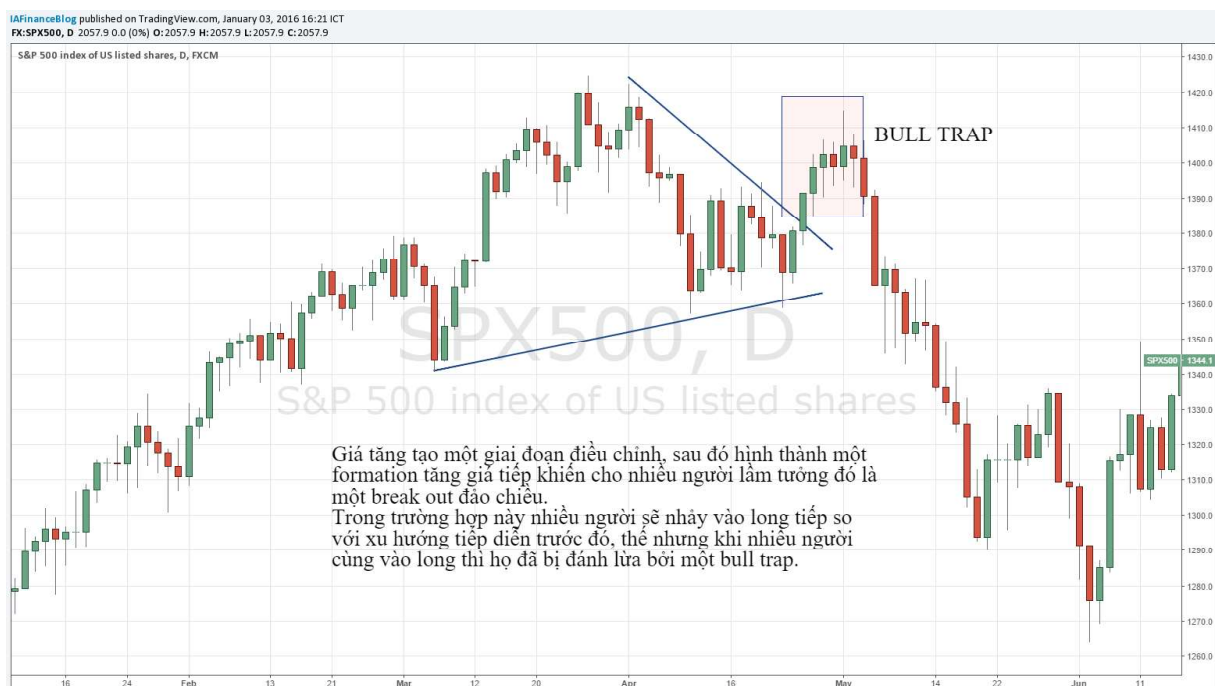 IAFinanceBlog published on TradingView.com, January 03, 2016 16:21 ICT
FX:SPX500, D 2057.9 0.0 (0%) O:2057.9 H:2057.9 L:2057.9 C:2057.9
S&P 500 index of US listed shares, D, FXCM
1430.0
1420.0
BULL TRAP
1410.0
1400.0
1390.0
1380.0
1370.0
1360.0
SPX500, D
1350.0
SPX500 1344.1
1340.0
S&P 500 index of US listed shares
1330.0
1320.0
1310.0
1300.0
1290.0
1280.0
1270.0
1260.0
Giá tăng tạo một giai đoạn điều chỉnh, sau đó hình thành một
formation tăng giá tiếp khiến cho nhiều người lầm tưởng đó là
một break out đảo chiều.
Trong trường hợp này nhiều người sẽ nhảy vào long tiếp so
với xu hướng tiếp diễn trước đó, thế nhưng khi nhiều người
cùng vào long thì họ đã bị đánh lừa bởi một bull trap.
16 24 Feb 13 21 Mar 12 20 Apr 16 May 14 22 Jun 11